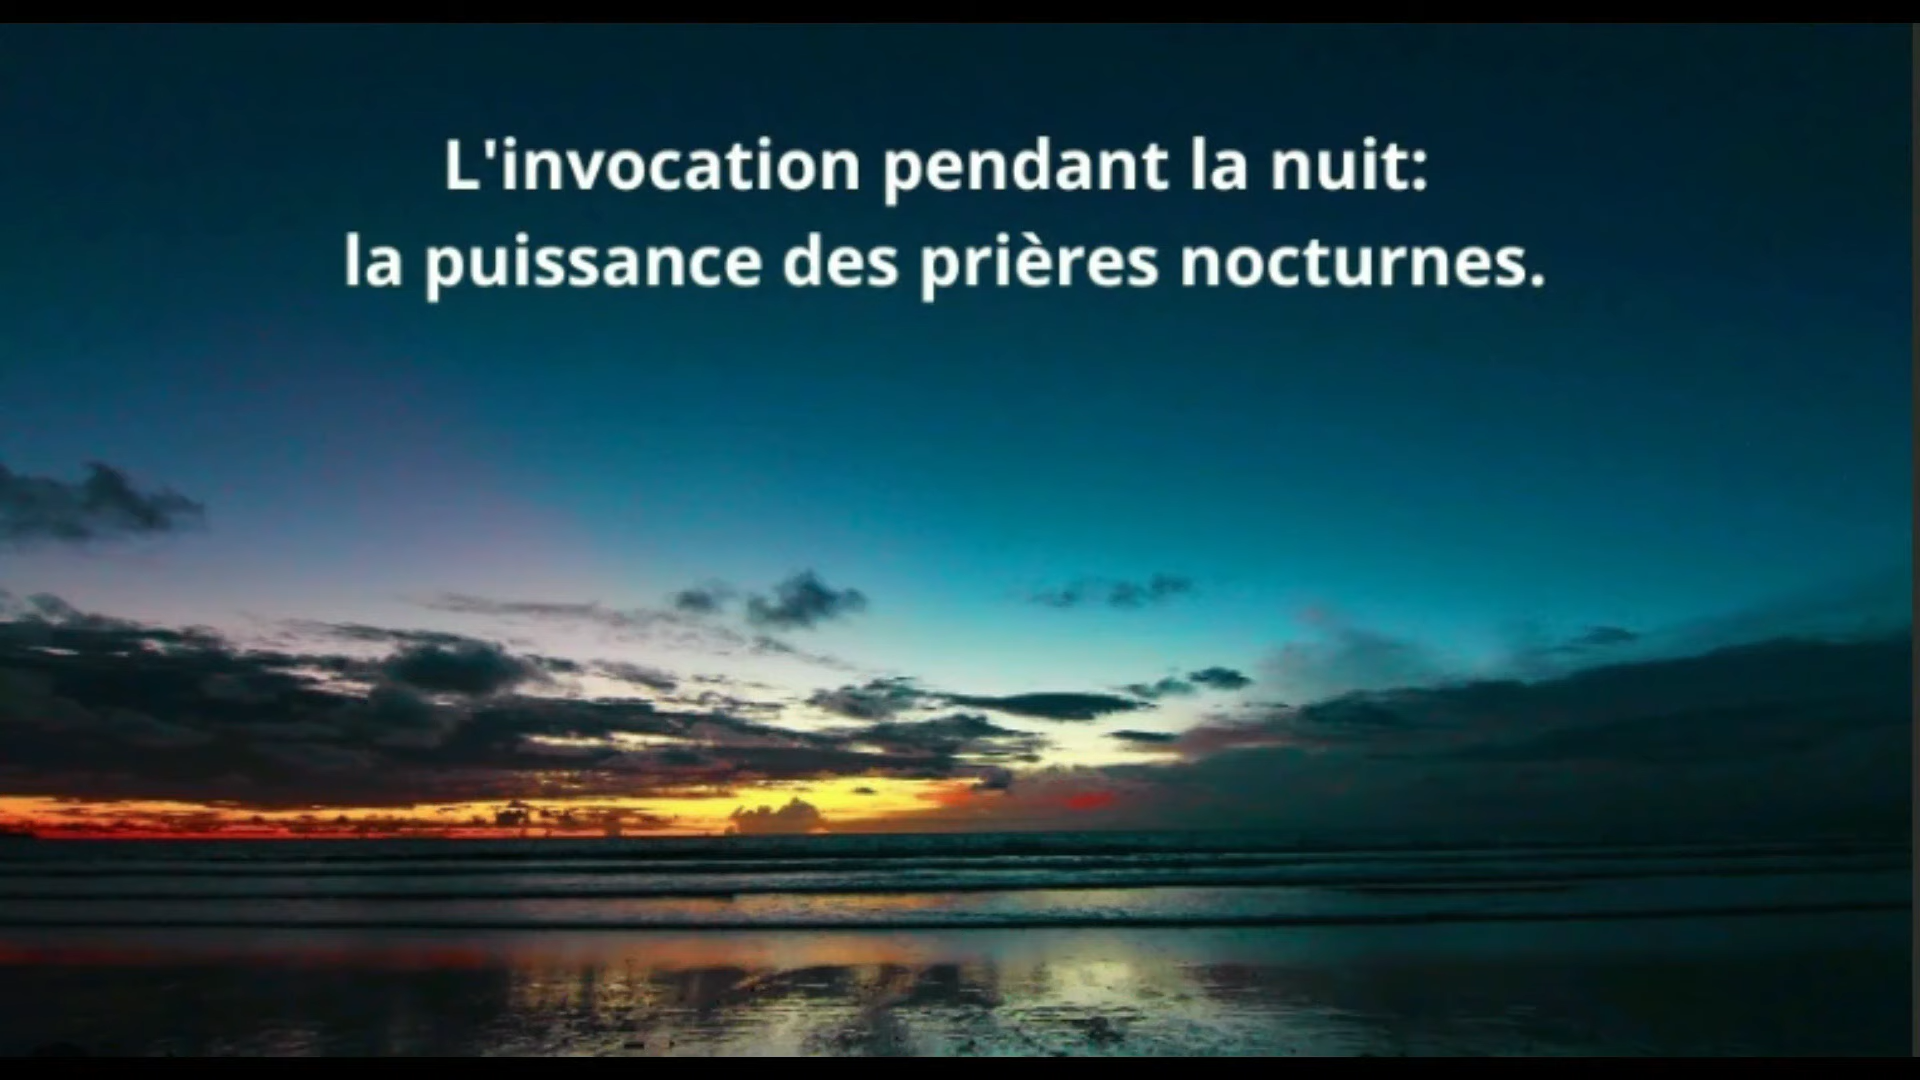 L'invocation pendant la nuit:
la puissance des prières nocturnes.